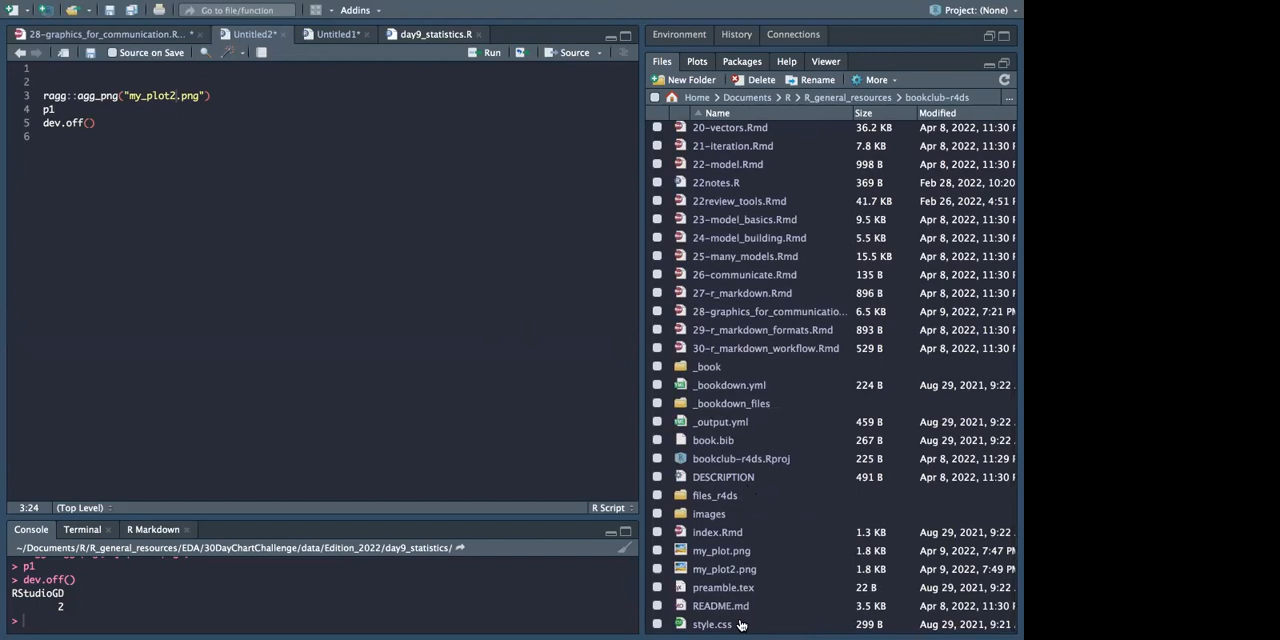 Go to file/function Addins Project: (None)
28-graphics_for_communication.R... * Untitled2* Untitled1* day9_statistics.R
Source on Save Run Source
1
2
3 ragg::agg_png("my_plot2.png")
4 p1
5 dev.off()
6
3:24 (Top Level) R Script
Console Terminal R Markdown
~/Documents/R/R_general_resources/EDA/30DayChartChallenge/data/Edition_2022/day9_statistics/
> p1
> dev.off()
RStudioGD
2
>
Environment History Connections
Files Plots Packages Help Viewer
New Folder Delete Rename More
Home Documents R R_general_resources bookclub-r4ds ...
Name Size Modified
20-vectors.Rmd 36.2 KB Apr 8, 2022, 11:30
21-iteration.Rmd 7.8 KB Apr 8, 2022, 11:30
22-model.Rmd 998 B Apr 8, 2022, 11:30
22notes.R 369 B Feb 28, 2022, 10:20
22review_tools.Rmd 41.7 KB Feb 26, 2022, 4:51
23-model_basics.Rmd 9.5 KB Apr 8, 2022, 11:30
24-model_building.Rmd 5.5 KB Apr 8, 2022, 11:30
25-many_models.Rmd 15.5 KB Apr 8, 2022, 11:30
26-communicate.Rmd 135 B Apr 8, 2022, 11:30
27-r_markdown.Rmd 896 B Apr 8, 2022, 11:30
28-graphics_for_communicatio... 6.5 KB Apr 9, 2022, 7:21
29-r_markdown_formats.Rmd 893 B Apr 8, 2022, 11:30
30-r_markdown_workflow.Rmd 529 B Apr 8, 2022, 11:30
_book
_bookdown.yml 224 B Aug 29, 2021, 9:22
_bookdown_files
_output.yml 459 B Aug 29, 2021, 9:22
book.bib 267 B Aug 29, 2021, 9:22
bookclub-r4ds.Rproj 225 B Apr 8, 2022, 11:29
DESCRIPTION 491 B Apr 8, 2022, 11:30
files_r4ds
images
index.Rmd 1.3 KB Aug 29, 2021, 9:22
my_plot.png 1.8 KB Apr 9, 2022, 7:47
my_plot2.png 1.8 KB Apr 9, 2022, 7:49
preamble.tex 22 B Aug 29, 2021, 9:22
README.md 3.5 KB Apr 8, 2022, 11:30
style.css 299 B Aug 29, 2021, 9:21